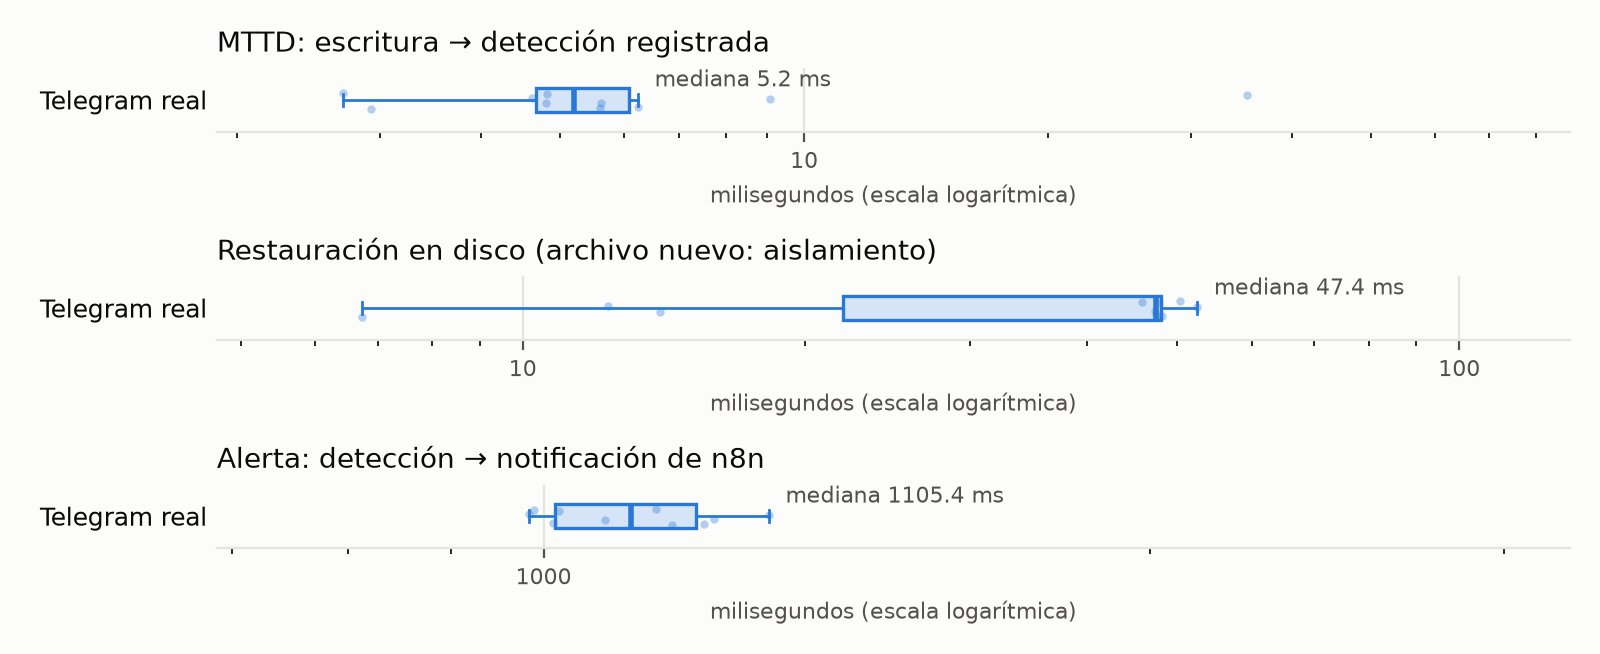 MTTD: escritura → detección registrada
Telegram real
mediana 5.2 ms
10
milisegundos (escala logarítmica)
Restauración en disco (archivo nuevo: aislamiento)
Telegram real
mediana 47.4 ms
10 100
milisegundos (escala logarítmica)
Alerta: detección → notificación de n8n
Telegram real
mediana 1105.4 ms
1000
milisegundos (escala logarítmica)